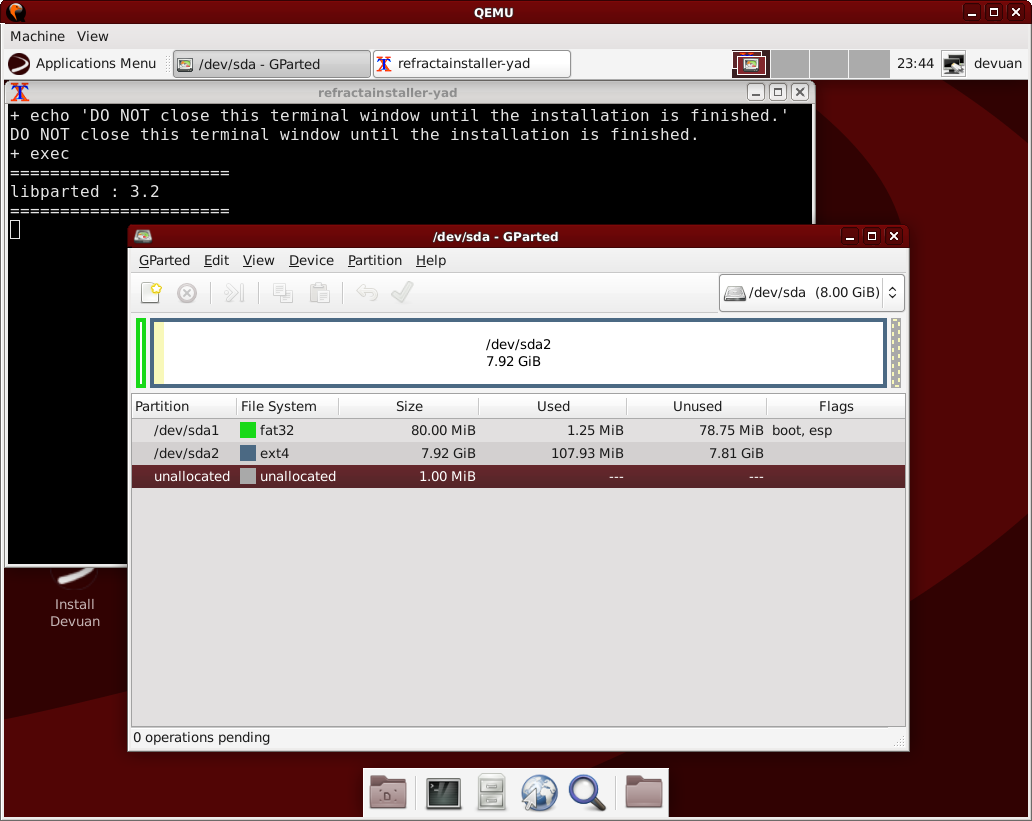 QEMU
Machine View
Applications Menu /dev/sda - GParted refractainstaller-yad 23:44 devuan
refractainstaller-yad
+ echo 'DO NOT close this terminal window until the installation is finished.'
DO NOT close this terminal window until the installation is finished.
+ exec
======================
libparted : 3.2
======================
/dev/sda - GParted
GParted Edit View Device Partition Help
/dev/sda (8.00 GiB)
/dev/sda2
7.92 GiB
Partition File System Size Used Unused Flags
/dev/sda1 fat32 80.00 MiB 1.25 MiB 78.75 MiB boot, esp
/dev/sda2 ext4 7.92 GiB 107.93 MiB 7.81 GiB
unallocated unallocated 1.00 MiB --- ---
Install
Devuan
0 operations pending